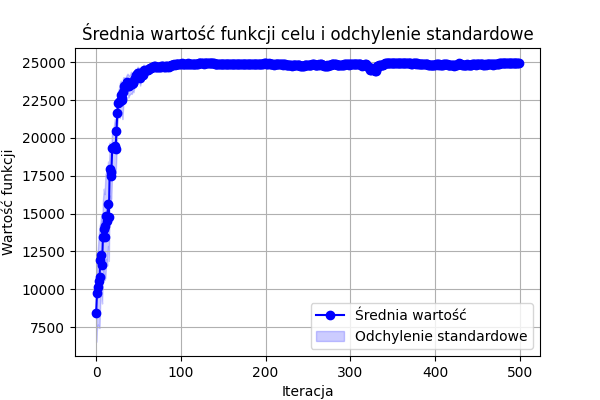 Średnia wartość funkcji celu i odchylenie standardowe
Wartość funkcji
25000
22500
20000
17500
15000
12500
10000
7500
Średnia wartość
Odchylenie standardowe
0 100 200 300 400 500
Iteracja